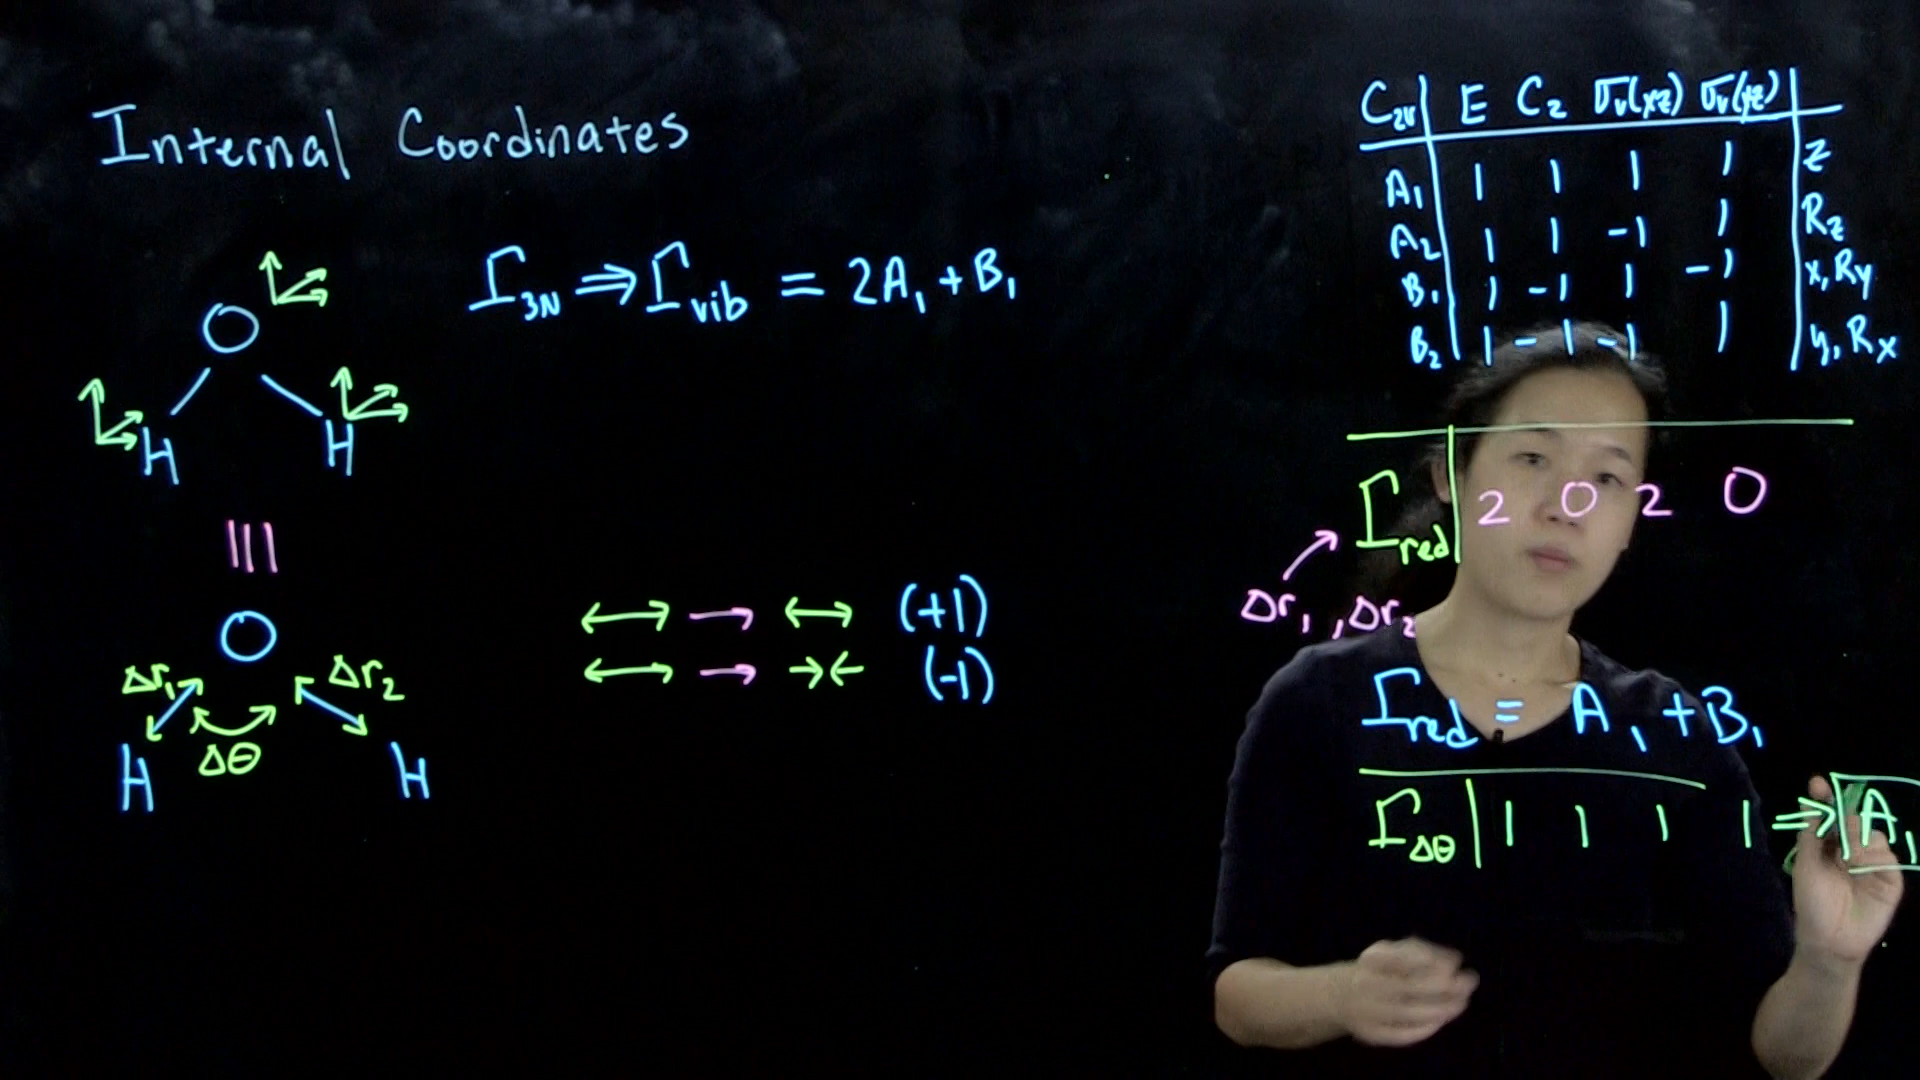 Internal Coordinates
Γ3N ⇒ Γvib = 2A₁ + B₁
O
H H
≡
O
Δr₁ Δr₂
Δθ
H H
↔ → ↔ (+1)
↔ → →← (-1)
C₂ᵥ E C₂ σᵥ(xz) σᵥ(yz)
A₁ 1 1 1 1 z
A₂ 1 1 -1 1 Rz
B₁ 1 -1 1 -1 x, Ry
B₂ 1 -1 -1 1 y, Rx
Γred 2 0 2 0
Δr₁, Δr₂
Γred = A₁ + B₁
ΓΔθ 1 1 1 1 ⇒ A₁